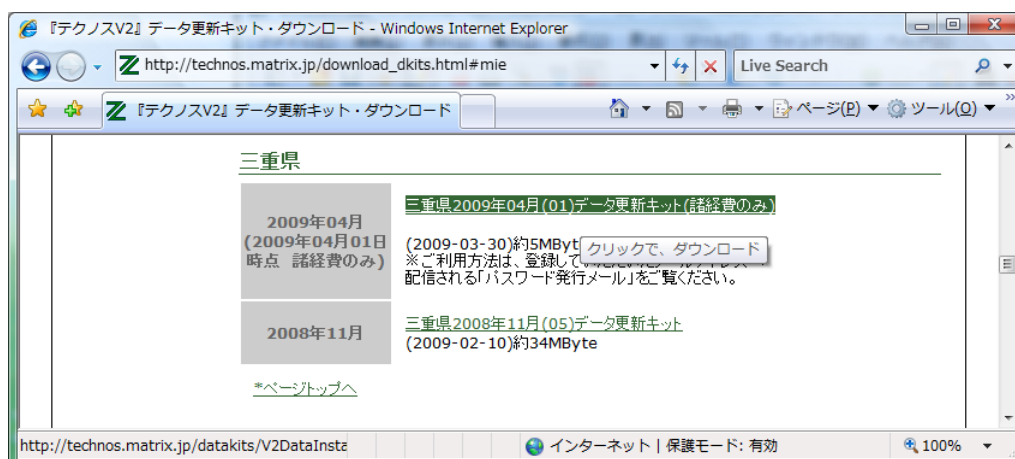 『テクノスV2』 データ更新キット・ダウンロード - Windows Internet Explorer
http://technos.matrix.jp/download_dkits.html#mie
Live Search
『テクノスV2』 データ更新キット・ダウンロード
ページ(P)
ツール(O)
三重県
2009年04月
(2009年04月01日
時点 諸経費のみ)
三重県2009年04月(01)データ更新キット(諸経費のみ)
(2009-03-30)約5MByt
クリックで、ダウンロード
※ご利用方法は、登録して
配信される「パスワード発行メール」をご覧ください。
2008年11月
三重県2008年11月(05)データ更新キット
(2009-02-10)約34MByte
*ページトップへ
http://technos.matrix.jp/datakits/V2DataInsta
インターネット | 保護モード: 有効
100%